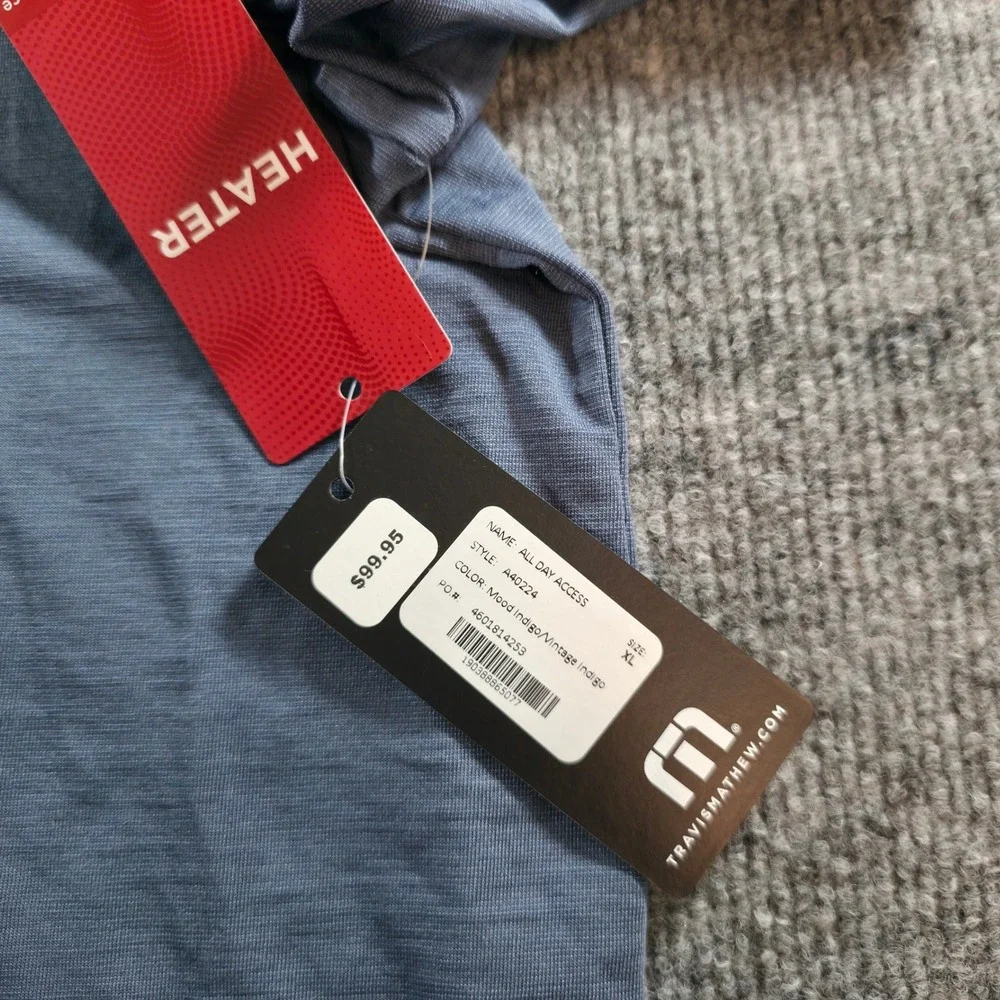 HEATER
$99.95
NAME: ALL DAY ACCESS
STYLE: A40224
COLOR: Mood Indigo/Vintage Indigo
PO# 4601814253
SIZE:
XL
190388865077
®
TRAVISMATHEW.COM